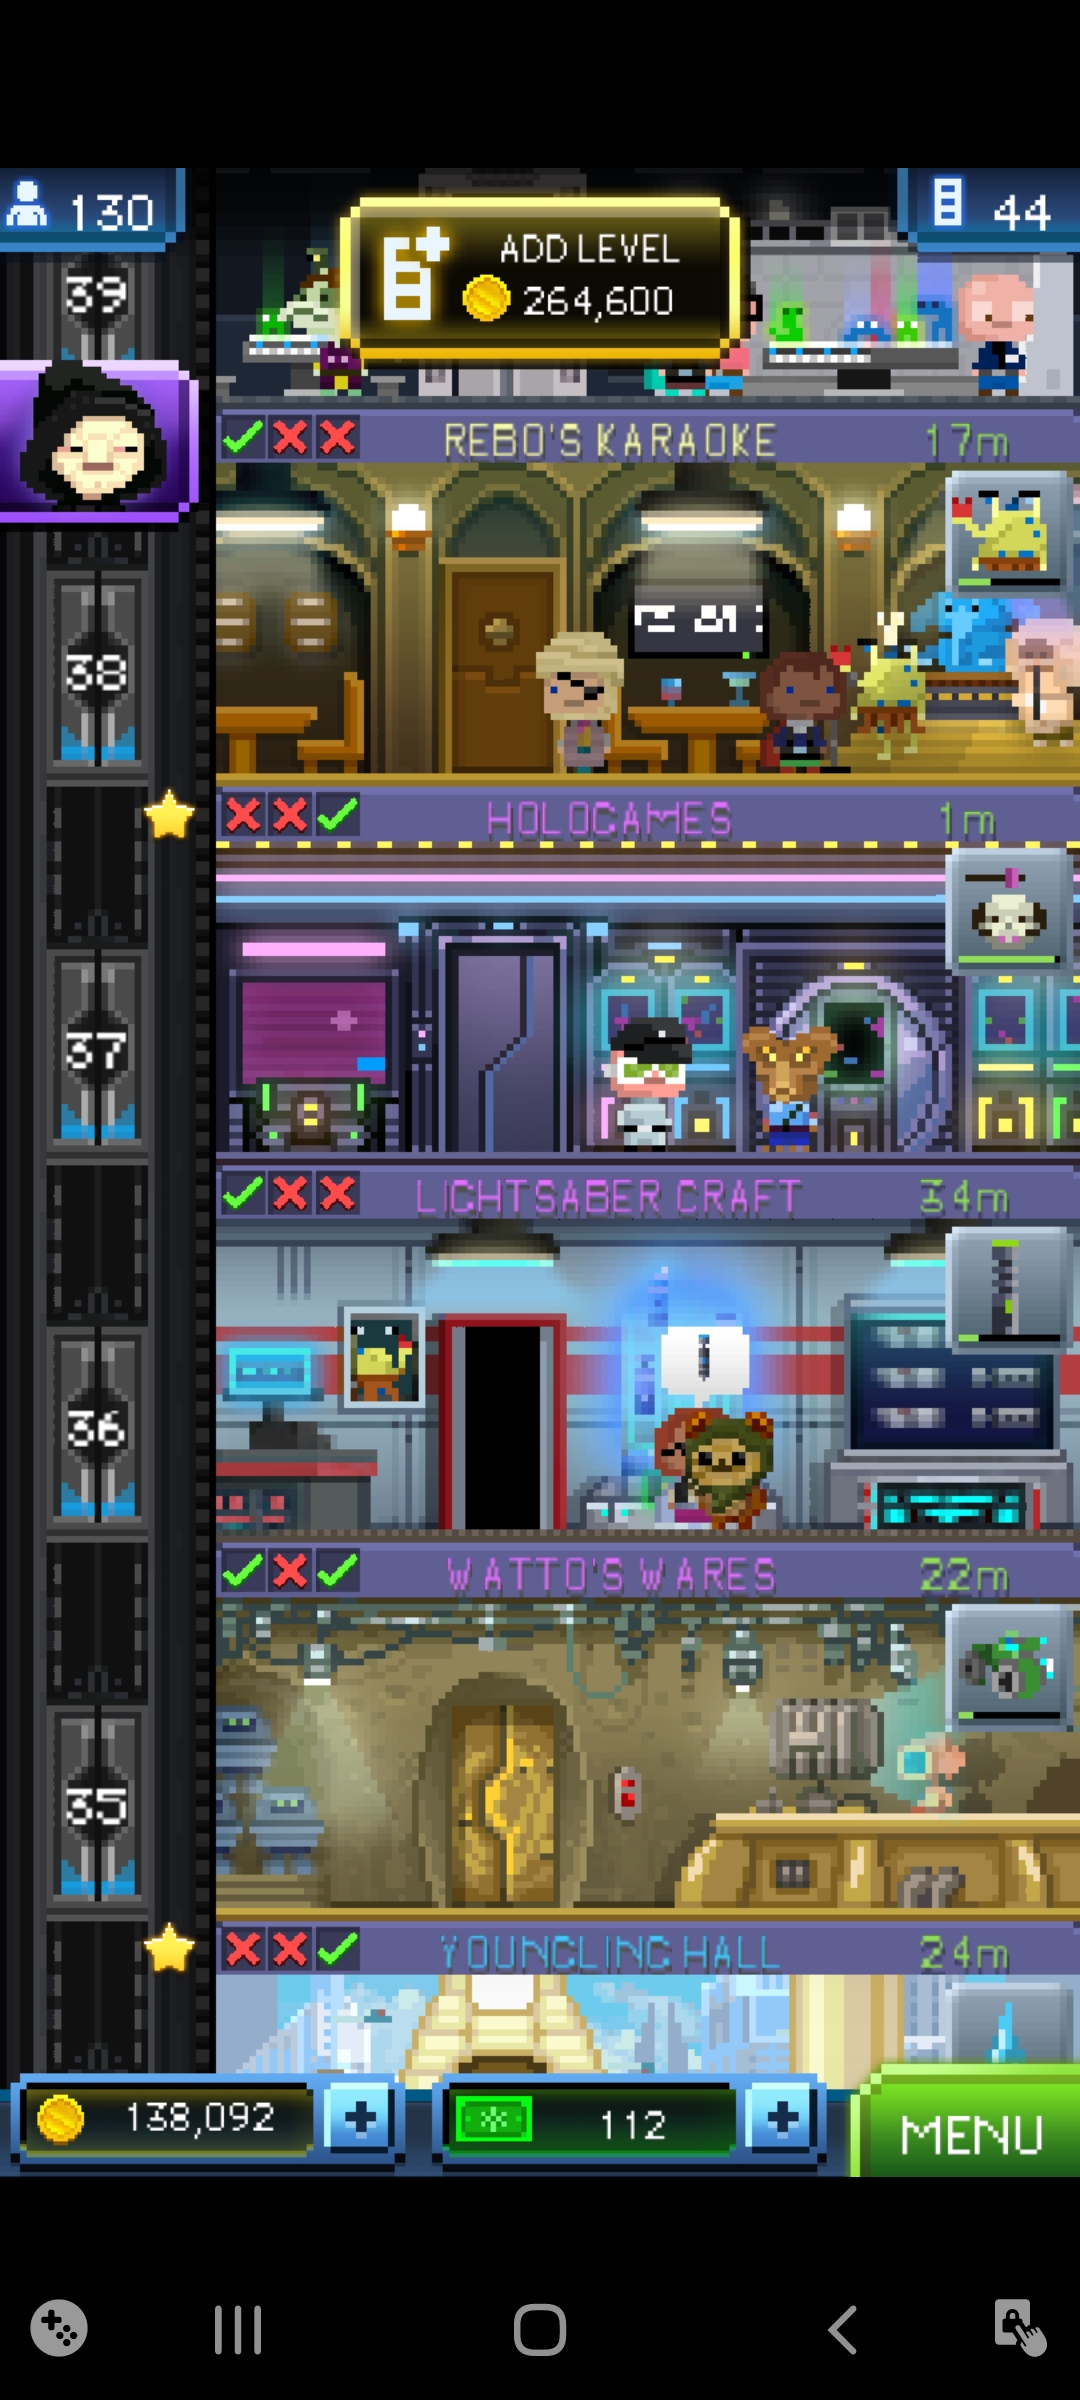 130
44
ADD LEVEL
264,600
39
REBO'S KARAOKE 17m
38
HOLOGAMES 1m
37
LIGHTSABER CRAFT 34m
36
WATTO'S WARES 22m
35
YOUNGLING HALL 24m
138,092
112
MENU